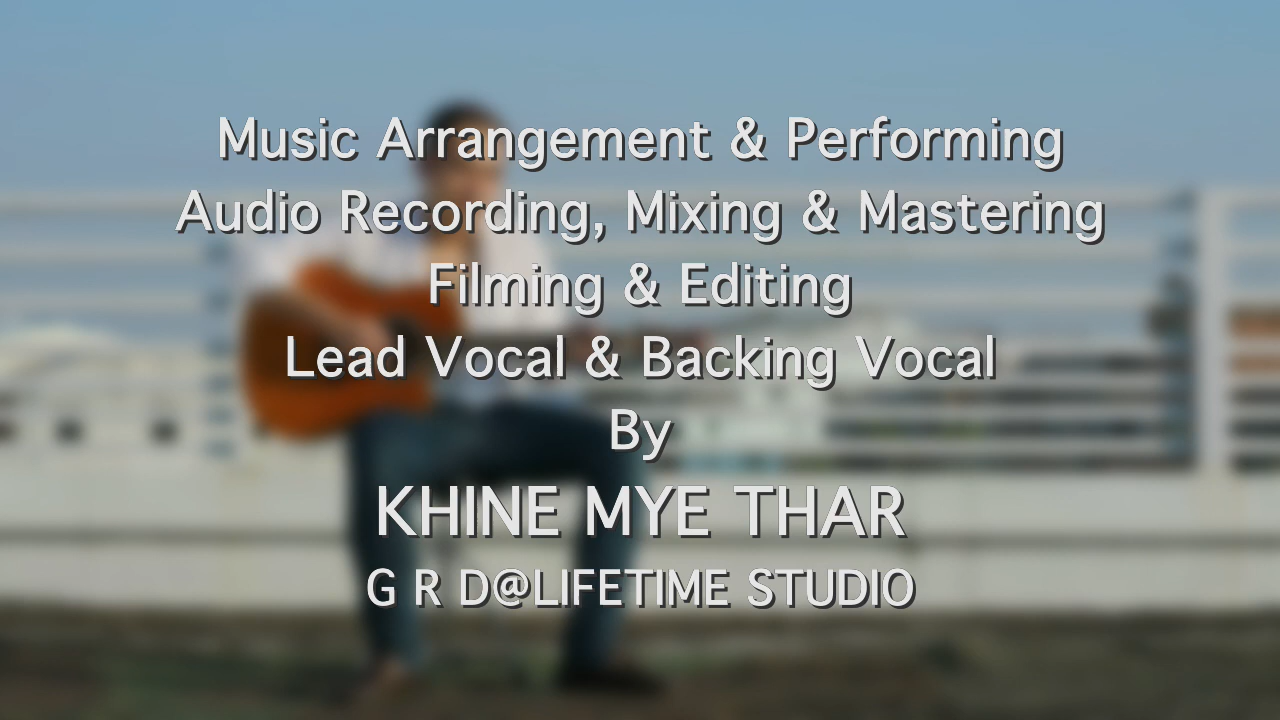 Music Arrangement & Performing
Audio Recording, Mixing & Mastering
Filming & Editing
Lead Vocal & Backing Vocal
By
KHINE MYE THAR
G R D@LIFETIME STUDIO